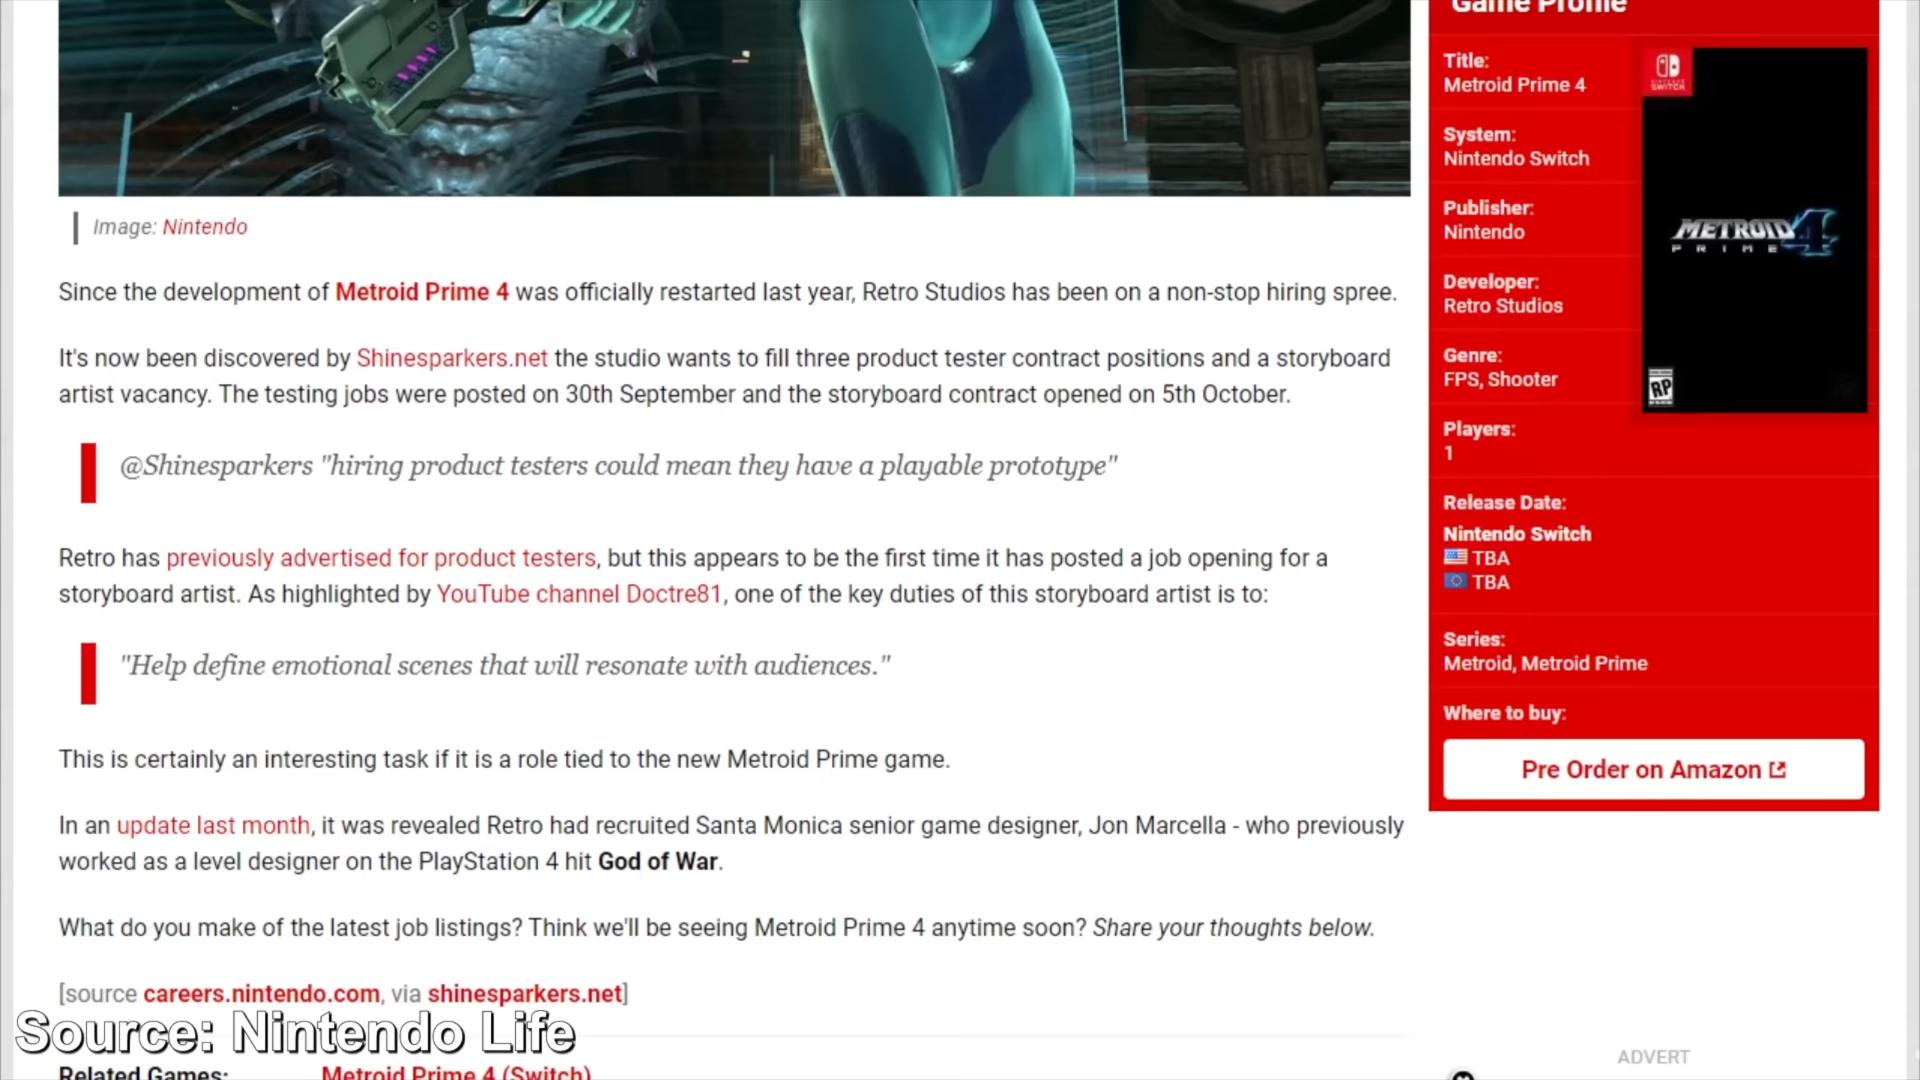 Game Profile
Title:
Metroid Prime 4
System:
Nintendo Switch
Publisher:
Nintendo
Developer:
Retro Studios
Genre:
FPS, Shooter
Players:
1
Release Date:
Nintendo Switch
TBA
TBA
Series:
Metroid, Metroid Prime
Where to buy:
Pre Order on Amazon
NINTENDO
SWITCH
METROID 4
PRIME
RP
Image: Nintendo
Since the development of Metroid Prime 4 was officially restarted last year, Retro Studios has been on a non-stop hiring spree.
It's now been discovered by Shinesparkers.net the studio wants to fill three product tester contract positions and a storyboard
artist vacancy. The testing jobs were posted on 30th September and the storyboard contract opened on 5th October.
@Shinesparkers "hiring product testers could mean they have a playable prototype"
Retro has previously advertised for product testers, but this appears to be the first time it has posted a job opening for a
storyboard artist. As highlighted by YouTube channel Doctre81, one of the key duties of this storyboard artist is to:
"Help define emotional scenes that will resonate with audiences."
This is certainly an interesting task if it is a role tied to the new Metroid Prime game.
In an update last month, it was revealed Retro had recruited Santa Monica senior game designer, Jon Marcella - who previously
worked as a level designer on the PlayStation 4 hit God of War.
What do you make of the latest job listings? Think we'll be seeing Metroid Prime 4 anytime soon? Share your thoughts below.
[source careers.nintendo.com, via shinesparkers.net]
Source: Nintendo Life
Related Games:
Metroid Prime 4 (Switch)
ADVERT